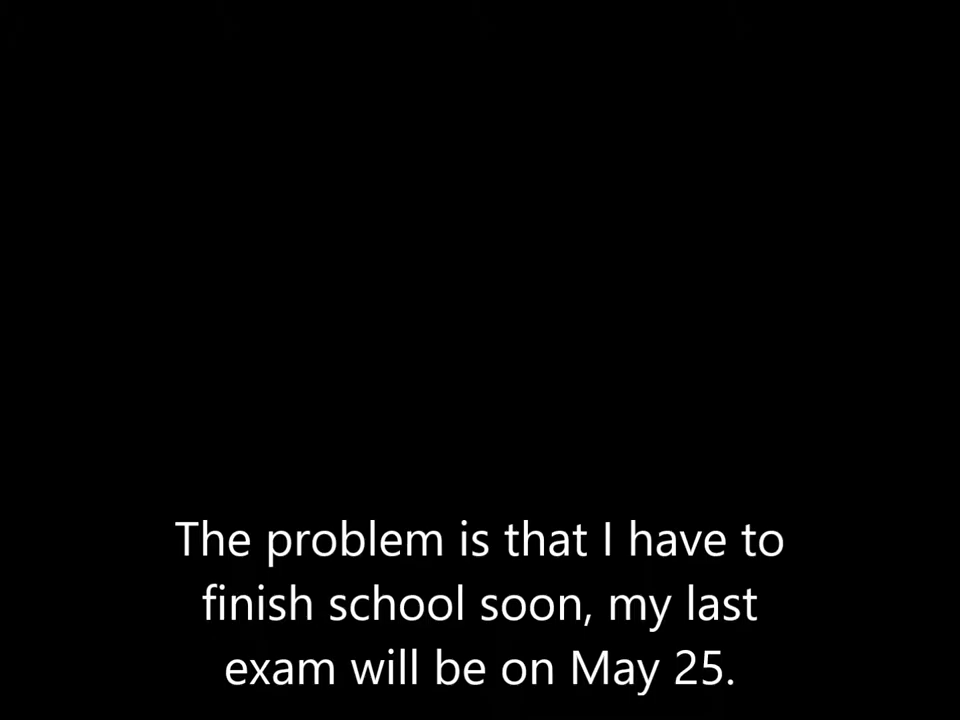 The problem is that I have to
finish school soon, my last
exam will be on May 25.